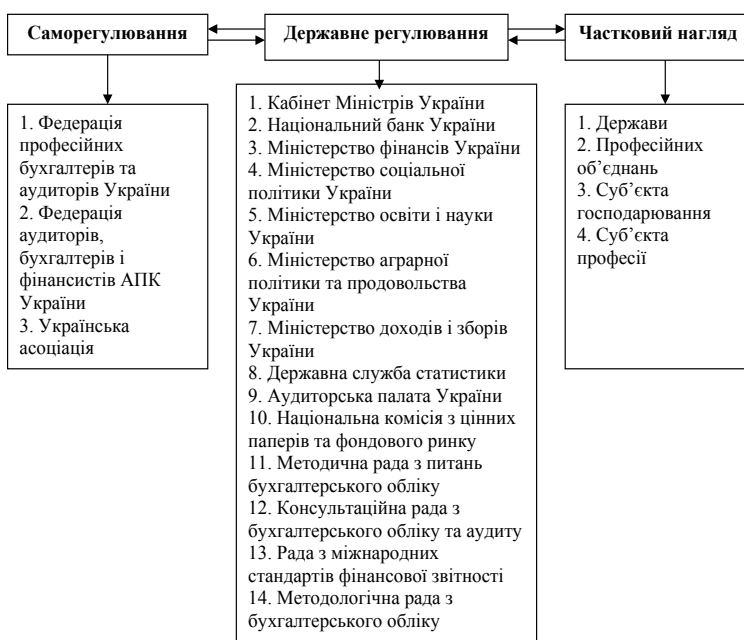 Саморегулювання
Державне регулювання
Частковий нагляд
1. Федерація
професійних
бухгалтерів та
аудиторів України
2. Федерація
аудиторів,
бухгалтерів і
фінансистів АПК
України
3. Українська
асоціація
1. Кабінет Міністрів України
2. Національний банк України
3. Міністерство фінансів України
4. Міністерство соціальної
політики України
5. Міністерство освіти і науки
України
6. Міністерство аграрної
політики та продовольства
України
7. Міністерство доходів і зборів
України
8. Державна служба статистики
9. Аудиторська палата України
10. Національна комісія з цінних
паперів та фондового ринку
11. Методична рада з питань
бухгалтерського обліку
12. Консультаційна рада з
бухгалтерського обліку та аудиту
13. Рада з міжнародних
стандартів фінансової звітності
14. Методологічна рада з
бухгалтерського обліку
1. Держави
2. Професійних
об’єднань
3. Суб’єкта
господарювання
4. Суб’єкта
професії